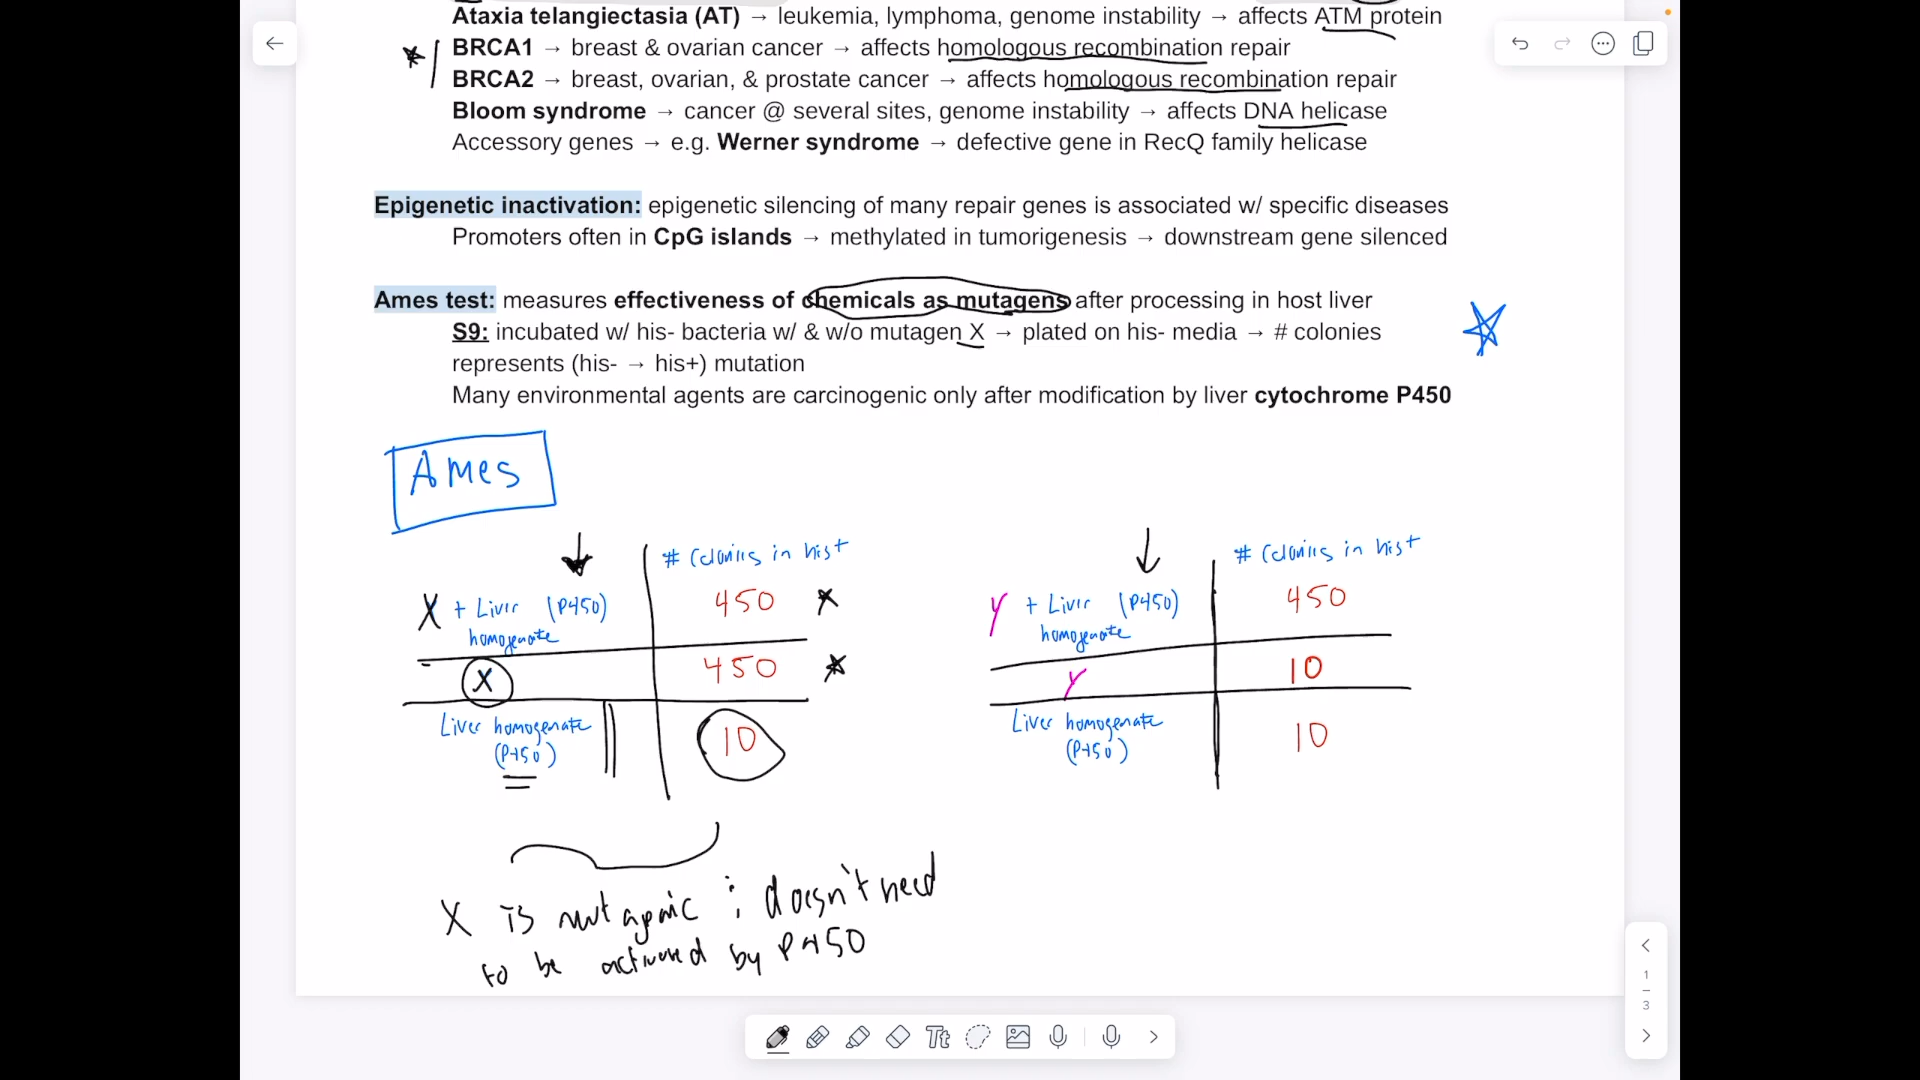 Ataxia telangiectasia (AT) → leukemia, lymphoma, genome instability → affects ATM protein
BRCA1 → breast & ovarian cancer → affects homologous recombination repair
BRCA2 → breast, ovarian, & prostate cancer → affects homologous recombination repair
Bloom syndrome → cancer @ several sites, genome instability → affects DNA helicase
Accessory genes → e.g. Werner syndrome → defective gene in RecQ family helicase
Epigenetic inactivation: epigenetic silencing of many repair genes is associated w/ specific diseases
Promoters often in CpG islands → methylated in tumorigenesis → downstream gene silenced
Ames test: measures effectiveness of chemicals as mutagens after processing in host liver
S9: incubated w/ his- bacteria w/ & w/o mutagen X → plated on his- media → # colonies
represents (his- → his+) mutation
Many environmental agents are carcinogenic only after modification by liver cytochrome P450
Ames
# Colonies in his+
X + Liver (P450)
homogenate
450
X
450
Liver homogenate
(P450)
10
# Colonies in his+
Y + Liver (P450)
homogenate
450
Y
10
Liver homogenate
(P450)
10
X is mutagenic ; doesn't need
to be activated by P450
1
3
Tt